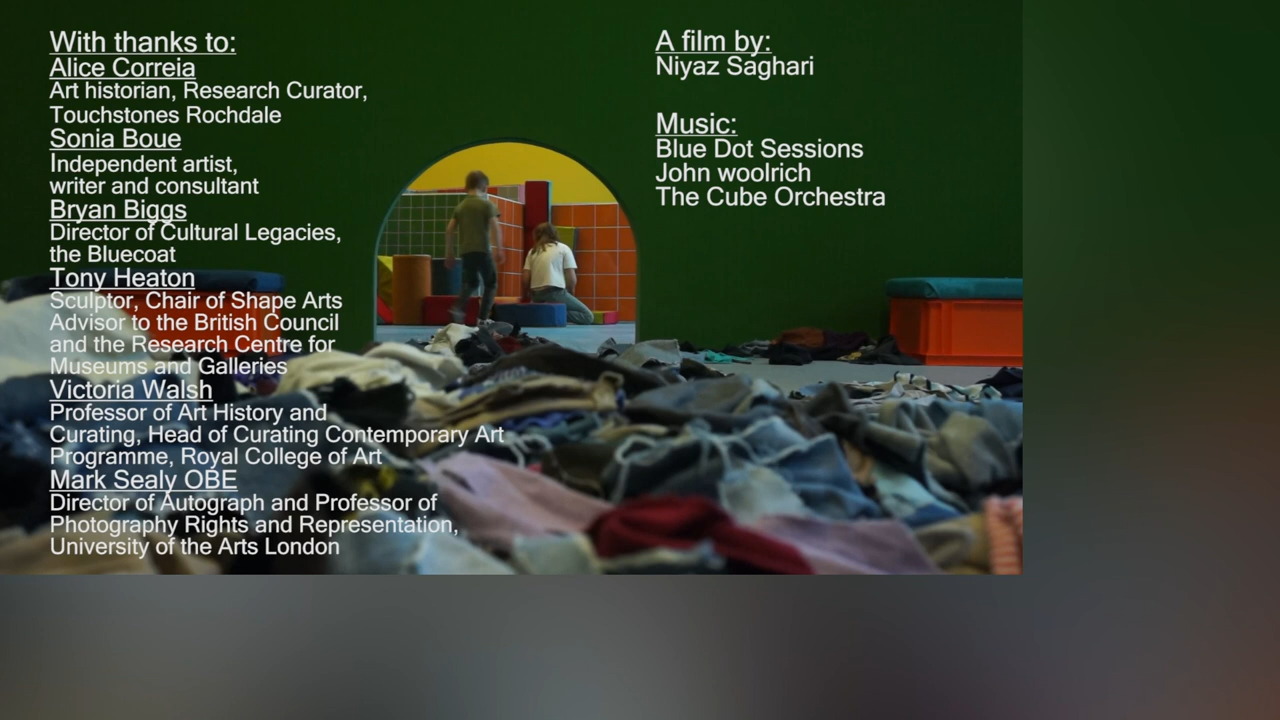 With thanks to:
Alice Correia
Art historian, Research Curator,
Touchstones Rochdale
Sonia Boue
Independent artist,
writer and consultant
Bryan Biggs
Director of Cultural Legacies,
the Bluecoat
Tony Heaton
Sculptor, Chair of Shape Arts
Advisor to the British Council
and the Research Centre for
Museums and Galleries
Victoria Walsh
Professor of Art History and
Curating, Head of Curating Contemporary Art
Programme, Royal College of Art
Mark Sealy OBE
Director of Autograph and Professor of
Photography Rights and Representation,
University of the Arts London
A film by:
Niyaz Saghari
Music:
Blue Dot Sessions
John woolrich
The Cube Orchestra